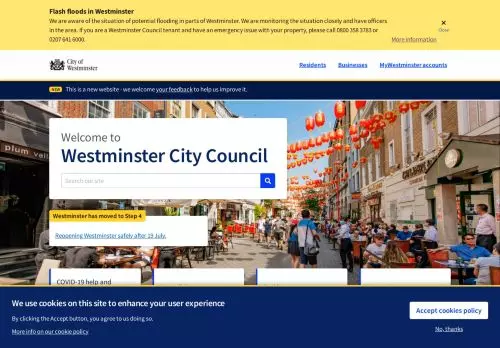 Flash floods in Westminster
We are aware of the situation of potential flooding in parts of Westminster. We are monitoring the situation closely and have officers
in the area. If you are a Westminster Council tenant and have an emergency issue with your property, please call 0800 358 3783 or
0207 641 6000.
More information
×
Close
City of
Westminster
Residents
Businesses
MyWestminster accounts
This is a new website - we welcome your feedback to help us improve it.
Welcome to
Westminster City Council
Search our site
plum
Westminster has moved to Step 4
Reopening Westminster safely after 19 July.
COVID-19 help and
We use cookies on this site to enhance your user experience
By clicking the Accept button, you agree to us doing so.
More info on our cookie policy
Accept cookies policy
No, thanks